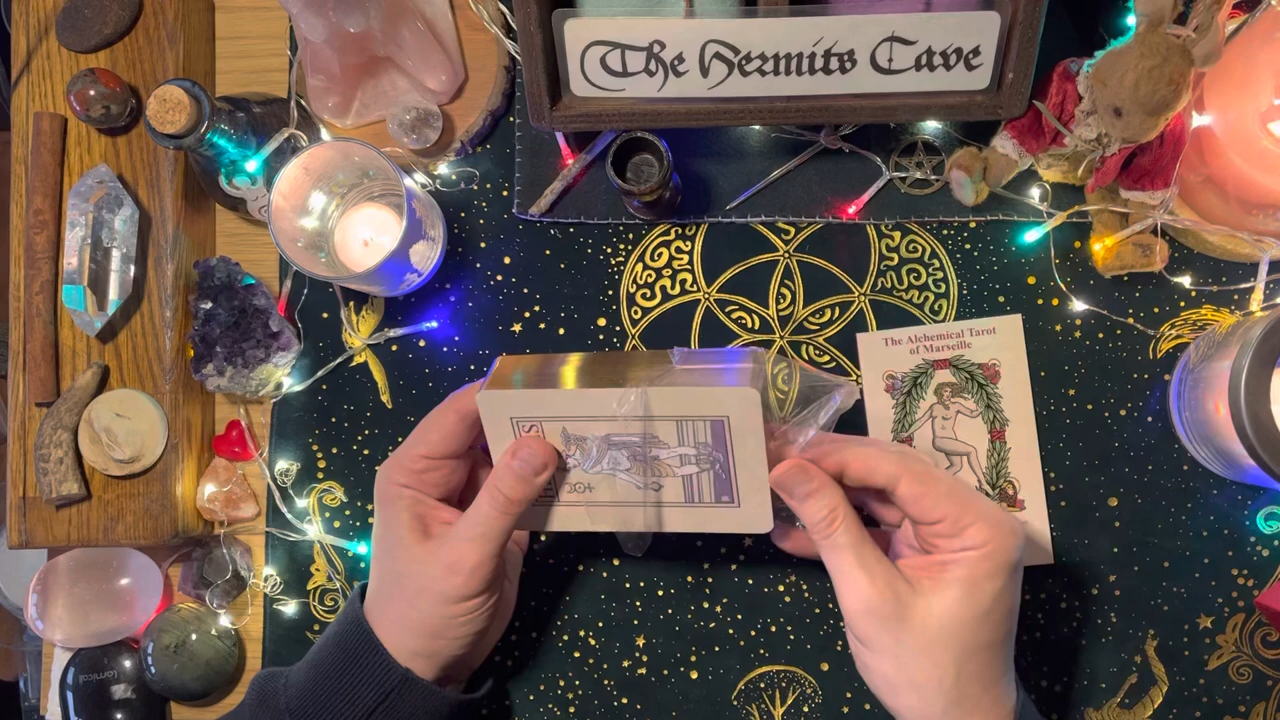 The Hermits Cave
The Alchemical Tarot
of Marseille